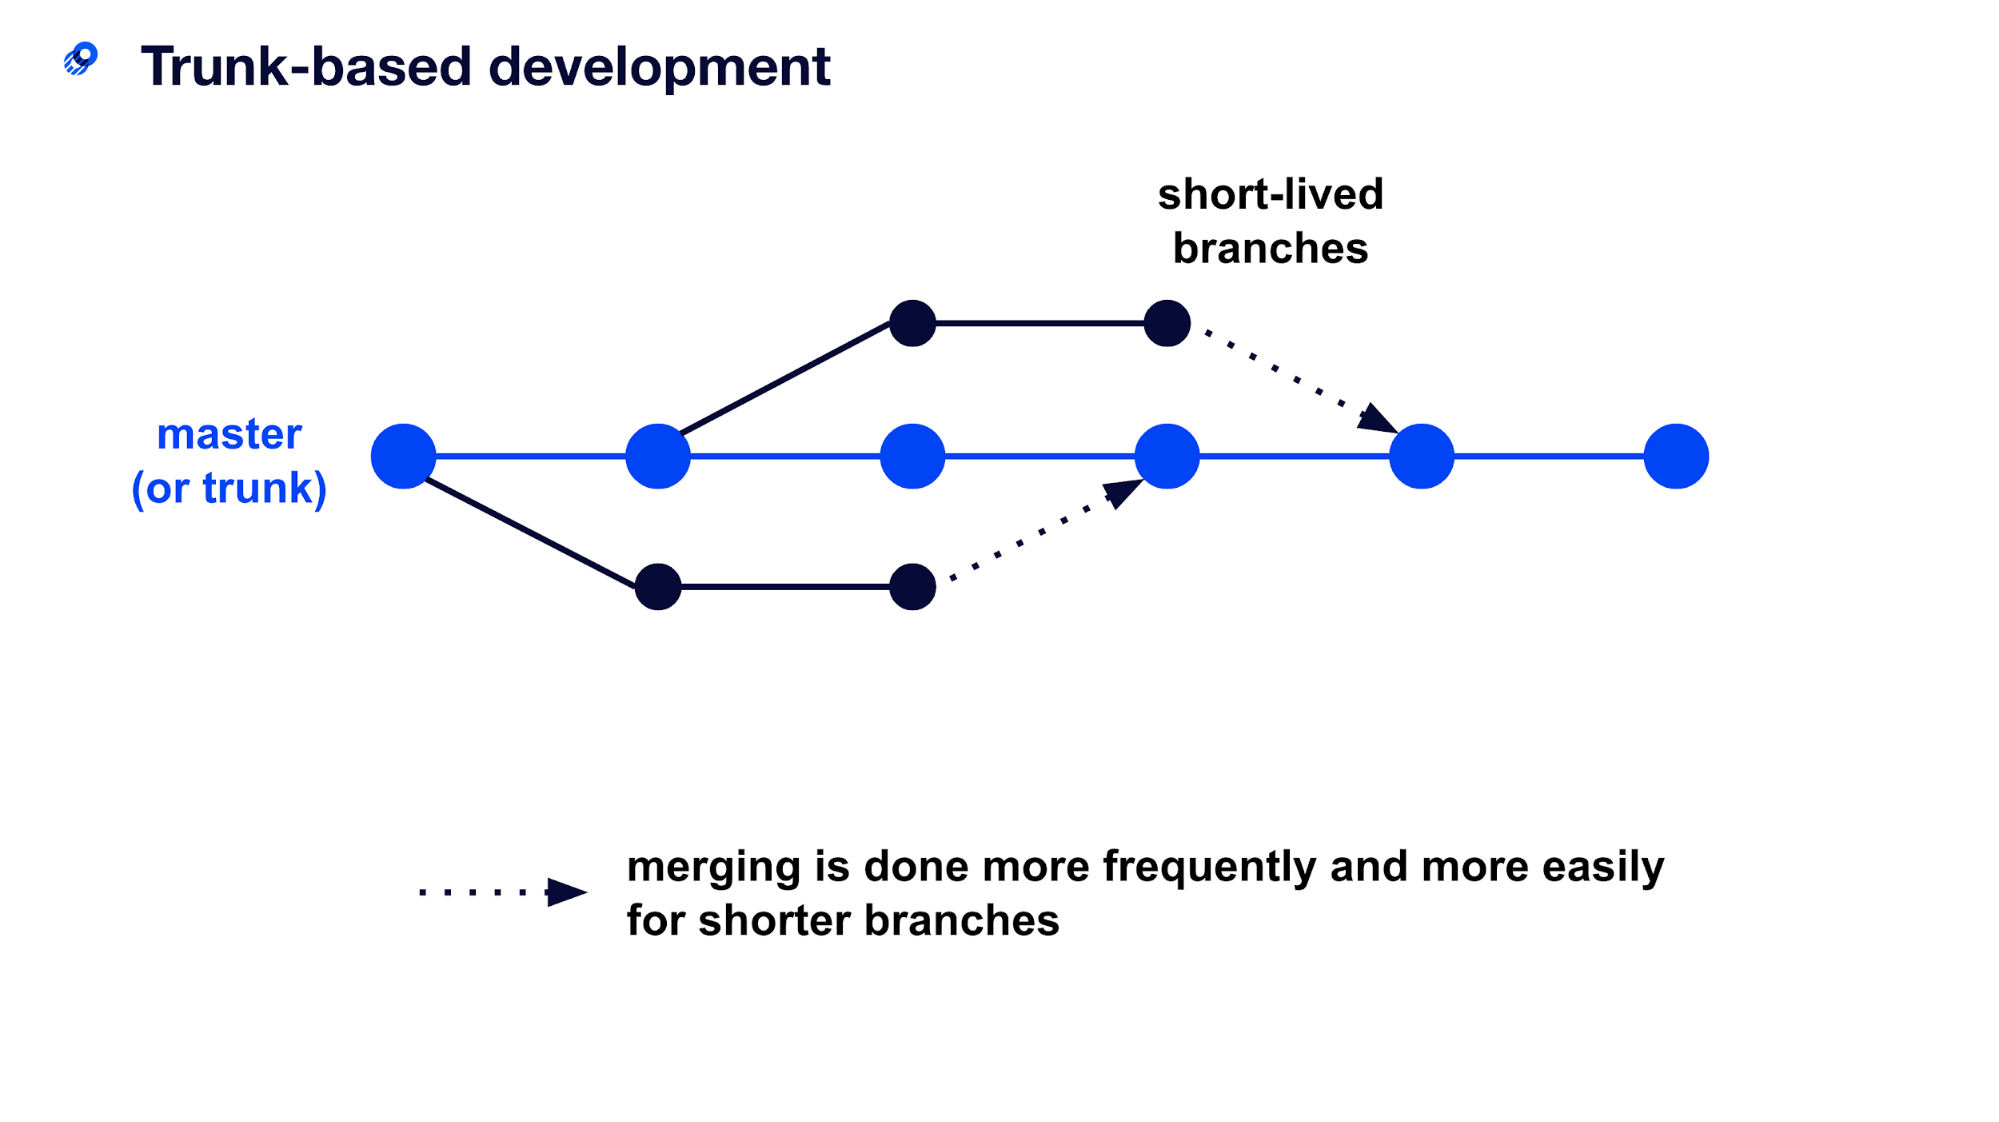 Trunk-based development
short-lived
branches
master
(or trunk)
merging is done more frequently and more easily
for shorter branches